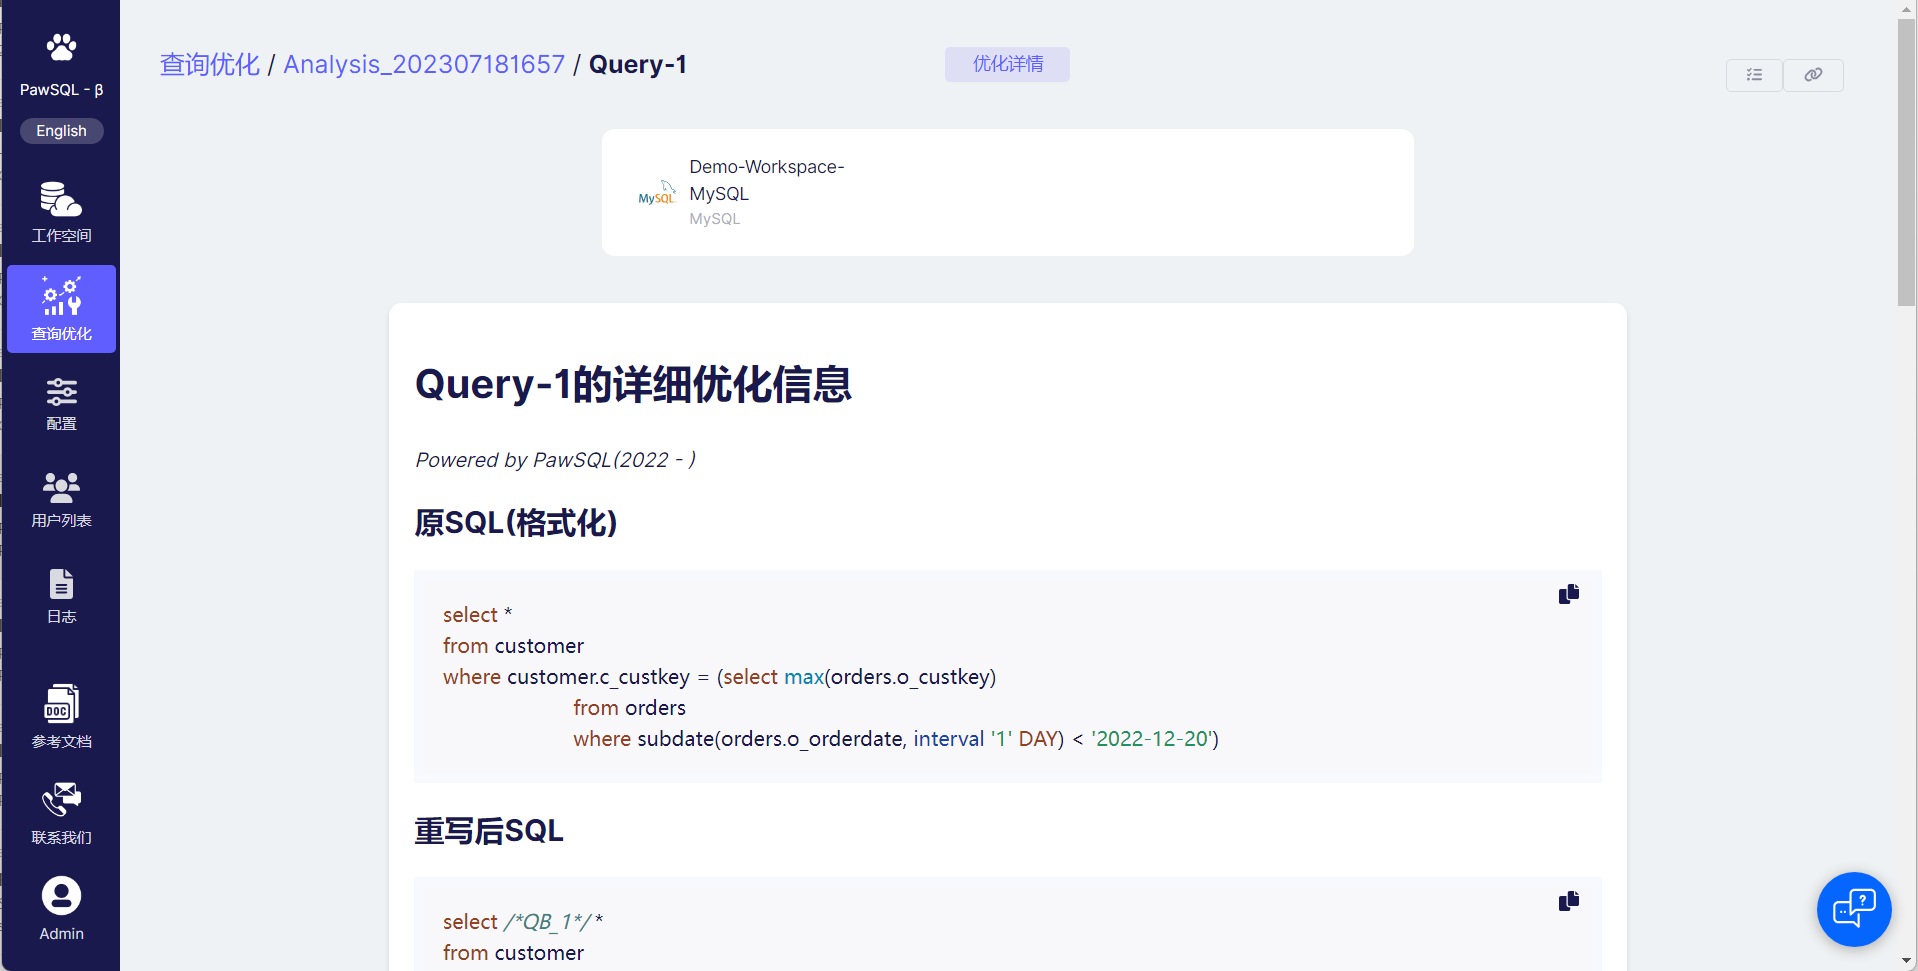 PawSQL - β
English
工作空间
查询优化
配置
用户列表
日志
DOC
参考文档
联系我们
Admin
查询优化 / Analysis_202307181657 / Query-1
优化详情
MySQL
Demo-Workspace-
MySQL
MySQL
Query-1的详细优化信息
Powered by PawSQL(2022 - )
原SQL(格式化)
select *
from customer
where customer.c_custkey = (select max(orders.o_custkey)
from orders
where subdate(orders.o_orderdate, interval '1' DAY) < '2022-12-20')
重写后SQL
select /*QB_1*/ *
from customer